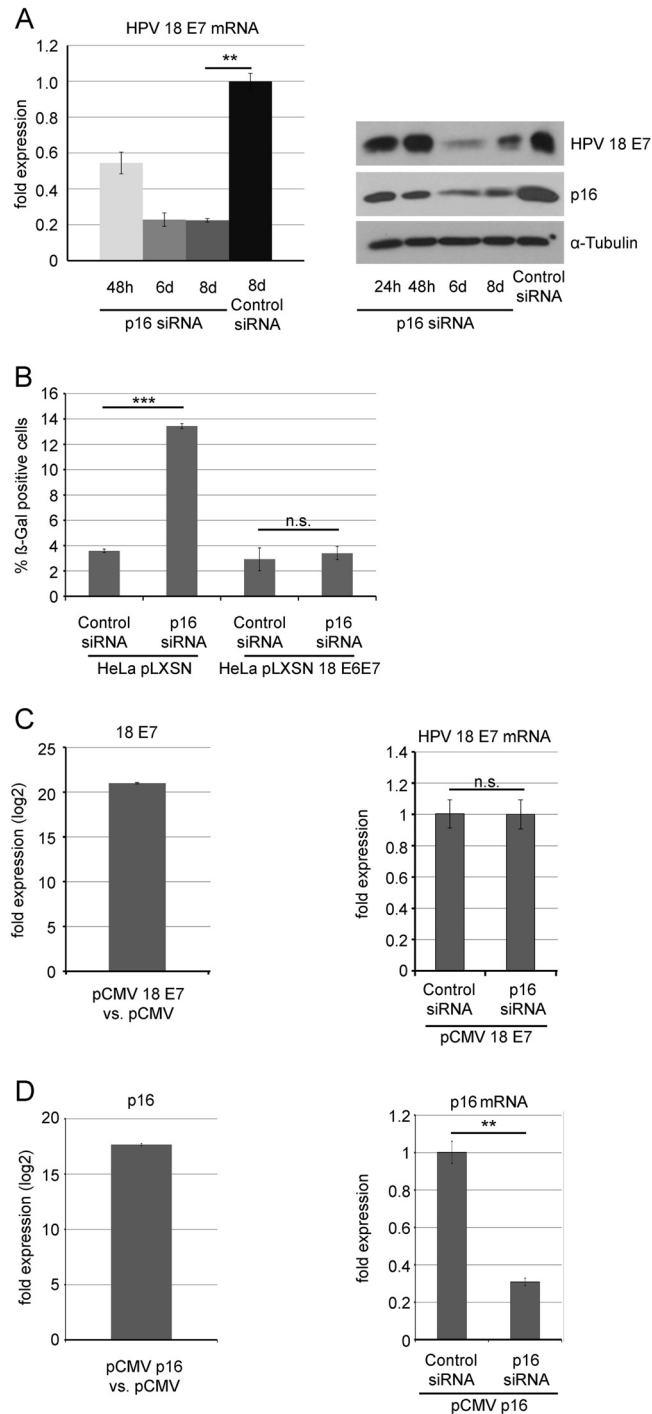 A
HPV 18 E7 mRNA
**
1.2
1.0
0.8
0.6
0.4
0.2
0
fold expression
48h 6d 8d 8d
Control
siRNA
p16 siRNA
HPV 18 E7
p16
α-Tubulin
24h 48h 6d 8d Control
siRNA
p16 siRNA
B
16
14
12
10
8
6
4
2
0
% ß-Gal positive cells
***
n.s.
Control p16 Control p16
siRNA siRNA siRNA siRNA
HeLa pLXSN HeLa pLXSN 18 E6E7
C
18 E7
25
20
15
10
5
0
fold expression (log2)
pCMV 18 E7
vs. pCMV
HPV 18 E7 mRNA
1.4
1.2
1
0.8
0.6
0.4
0.2
0
fold expression
n.s.
Control p16
siRNA siRNA
pCMV 18 E7
D
p16
20
15
10
5
0
fold expression (log2)
pCMV p16
vs. pCMV
p16 mRNA
1.2
1
0.8
0.6
0.4
0.2
0
fold expression
**
Control p16
siRNA siRNA
pCMV p16